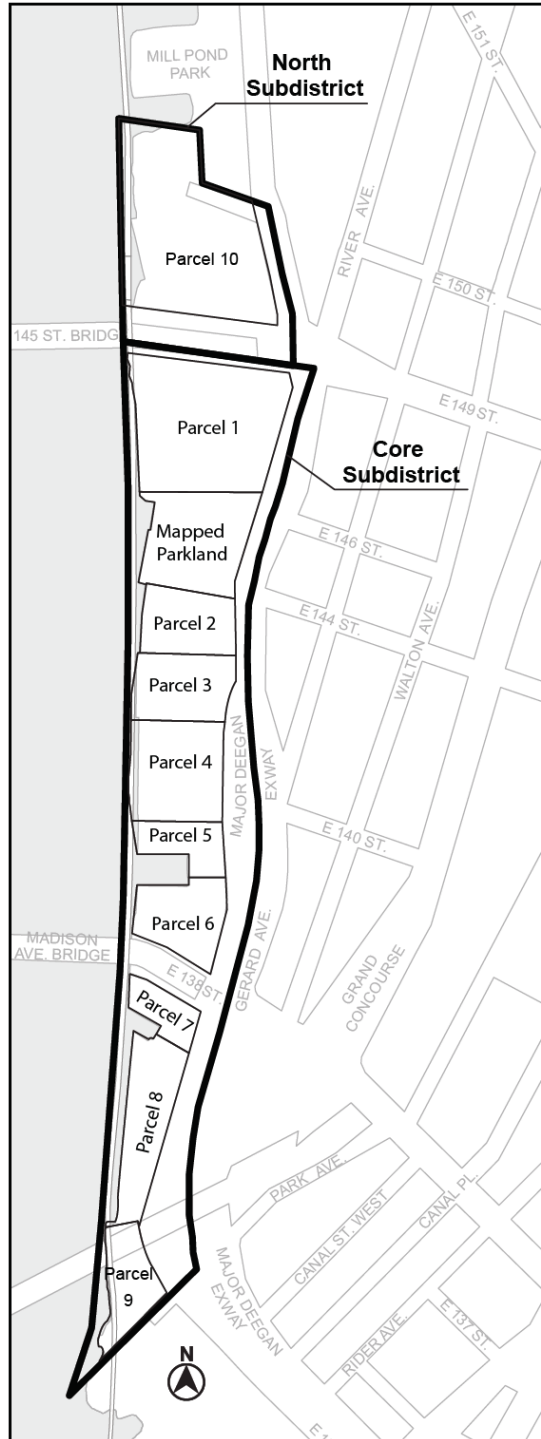 MILL POND
PARK
E 151 ST.
North
Subdistrict
RIVER AVE.
Parcel 10
E 150 ST.
145 ST. BRIDG
E 149 ST.
Parcel 1
Core
Subdistrict
Mapped
Parkland
E 146 ST.
E 144 ST.
Parcel 2
WALTON AVE.
Parcel 3
MAJOR DEEGAN
EXWAY
Parcel 4
Parcel 5
E 140 ST.
Parcel 6
MADISON
AVE. BRIDGE
E 138 ST.
GERARD AVE.
GRAND
CONCOURSE
Parcel 7
Parcel 8
PARK AVE.
CANAL ST. WEST
CANAL PL.
Parcel
9
MAJOR DEEGAN
EXWAY
RIDER AVE.
E 137 ST.
N
E 1